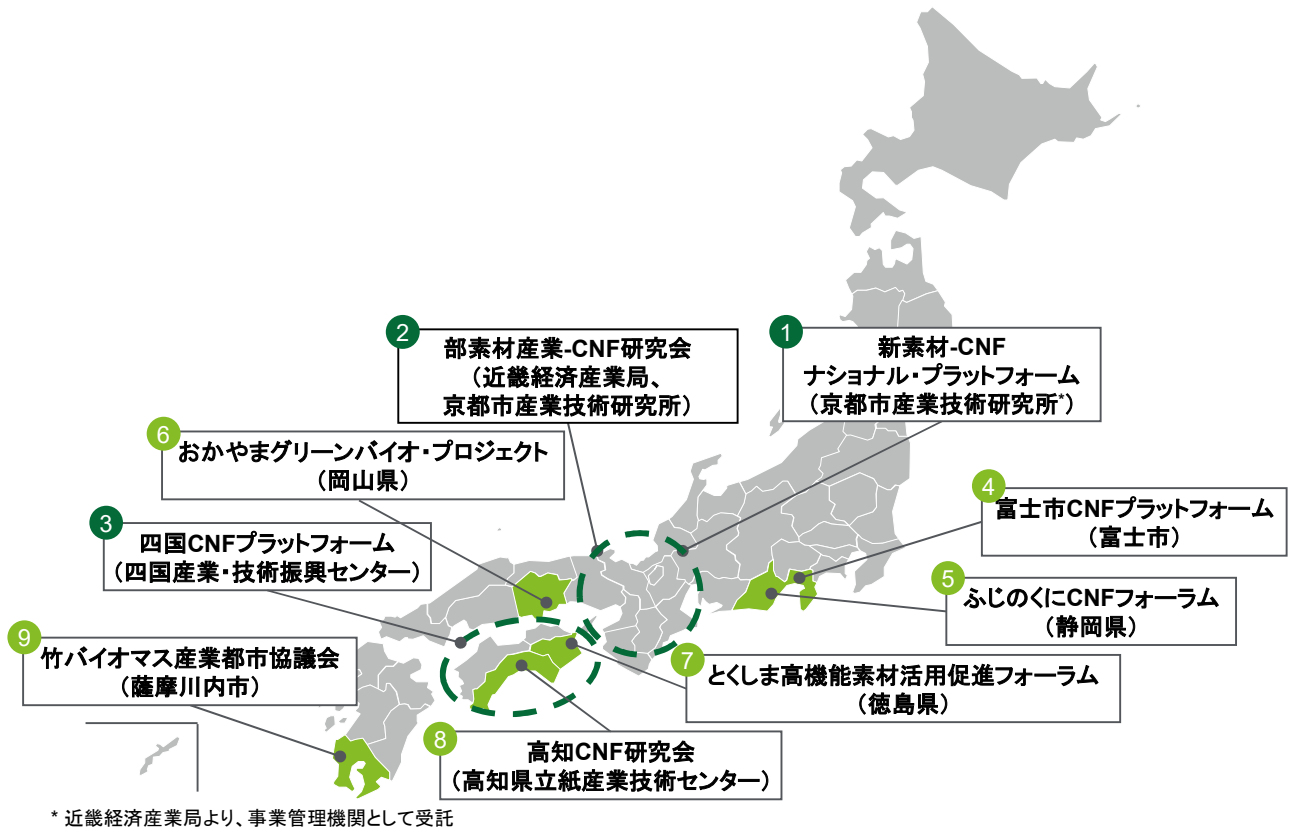 1
新素材-CNF
ナショナル・プラットフォーム
（京都市産業技術研究所*）
2
部素材産業-CNF研究会
（近畿経済産業局、
京都市産業技術研究所）
3
四国CNFプラットフォーム
（四国産業・技術振興センター）
4
富士市CNFプラットフォーム
（富士市）
5
ふじのくにCNFフォーラム
（静岡県）
6
おかやまグリーンバイオ・プロジェクト
（岡山県）
7
とくしま高機能素材活用促進フォーラム
（徳島県）
8
高知CNF研究会
（高知県立紙産業技術センター）
9
竹バイオマス産業都市協議会
（薩摩川内市）
* 近畿経済産業局より、事業管理機関として受託